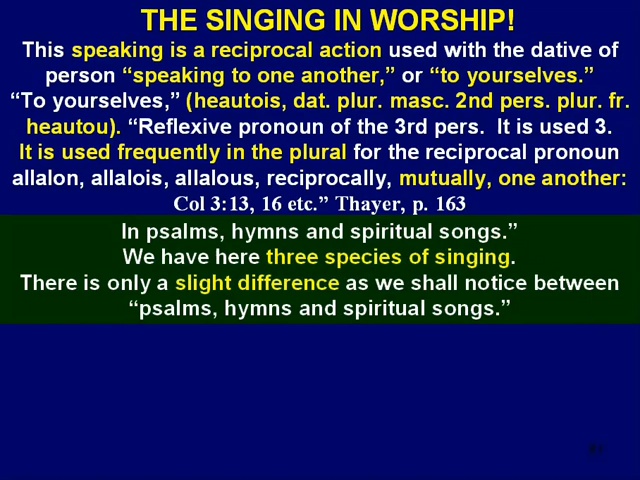 THE SINGING IN WORSHIP!
This speaking is a reciprocal action used with the dative of
person “speaking to one another,” or “to yourselves.”
“To yourselves,” (heautois, dat. plur. masc. 2nd pers. plur. fr.
heautou). “Reflexive pronoun of the 3rd pers.  It is used 3.
It is used frequently in the plural for the reciprocal pronoun
allalon, allalois, allalous, reciprocally, mutually, one another:
Col 3:13, 16 etc.” Thayer, p. 163
In psalms, hymns and spiritual songs.”
We have here three species of singing.
There is only a slight difference as we shall notice between
“psalms, hymns and spiritual songs.”